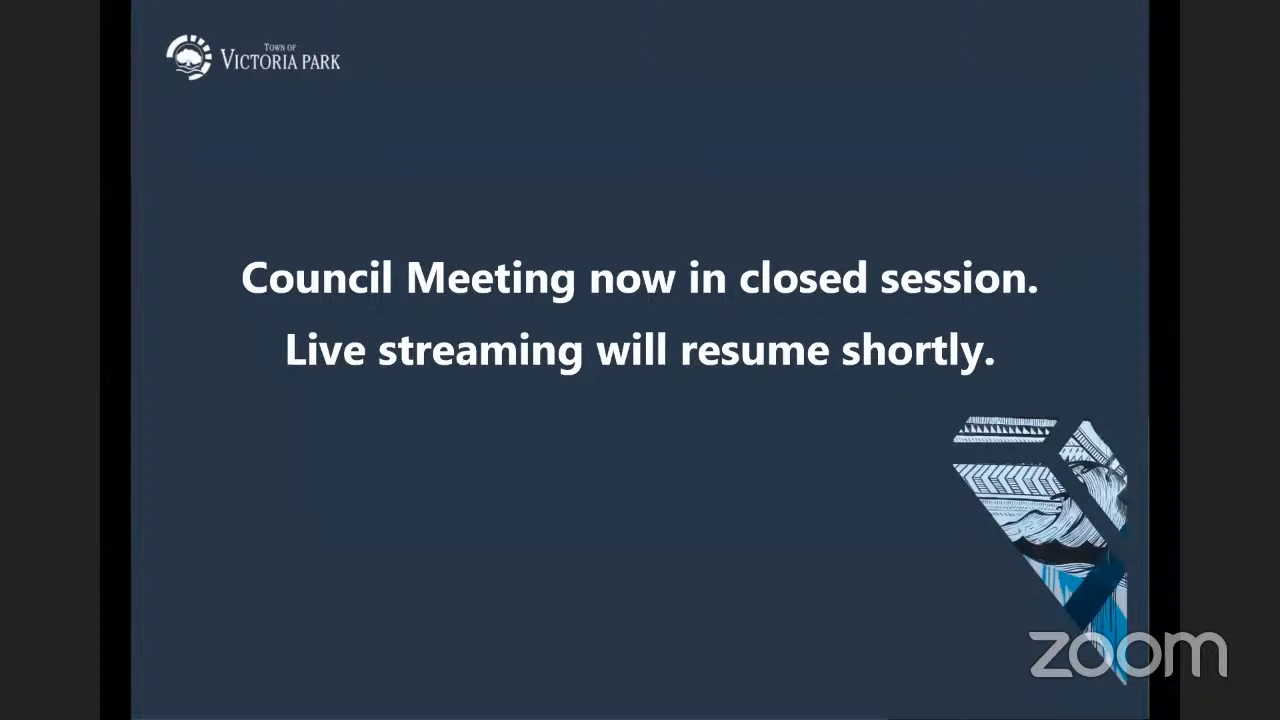 TOWN OF
VICTORIA PARK
Council Meeting now in closed session.
Live streaming will resume shortly.
zoom